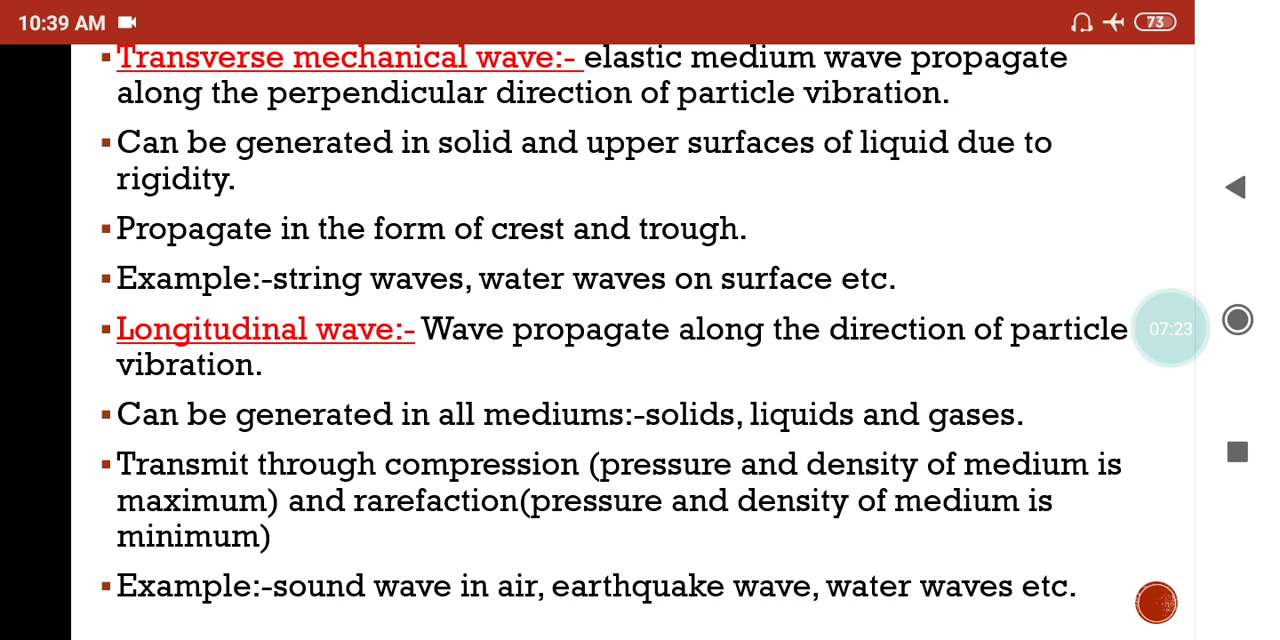 10:39 AM
73
▪Transverse mechanical wave:- elastic medium wave propagate
along the perpendicular direction of particle vibration.
▪Can be generated in solid and upper surfaces of liquid due to
rigidity.
▪Propagate in the form of crest and trough.
▪Example:-string waves, water waves on surface etc.
▪Longitudinal wave:- Wave propagate along the direction of particle
vibration.
07:23
▪Can be generated in all mediums:-solids, liquids and gases.
▪Transmit through compression (pressure and density of medium is
maximum) and rarefaction(pressure and density of medium is
minimum)
▪Example:-sound wave in air, earthquake wave, water waves etc.